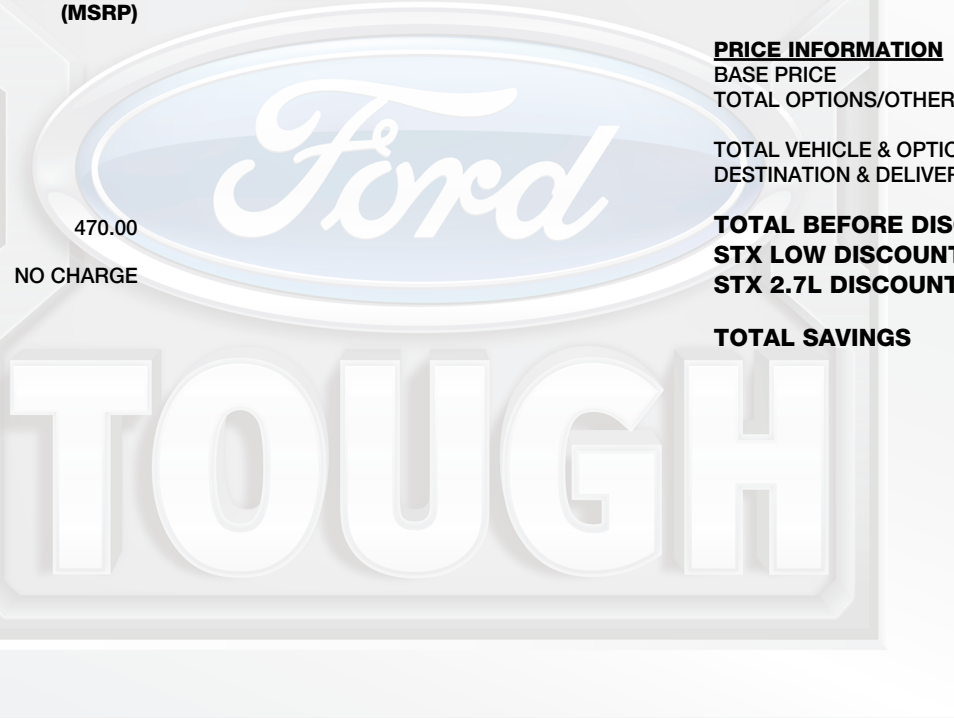 (MSRP)
470.00
NO CHARGE
PRICE INFORMATION
BASE PRICE
TOTAL OPTIONS/OTHER
TOTAL VEHICLE & OPTIO
DESTINATION & DELIVER
TOTAL BEFORE DIS
STX LOW DISCOUNT
STX 2.7L DISCOUNT
TOTAL SAVINGS
Ford
TOUGH